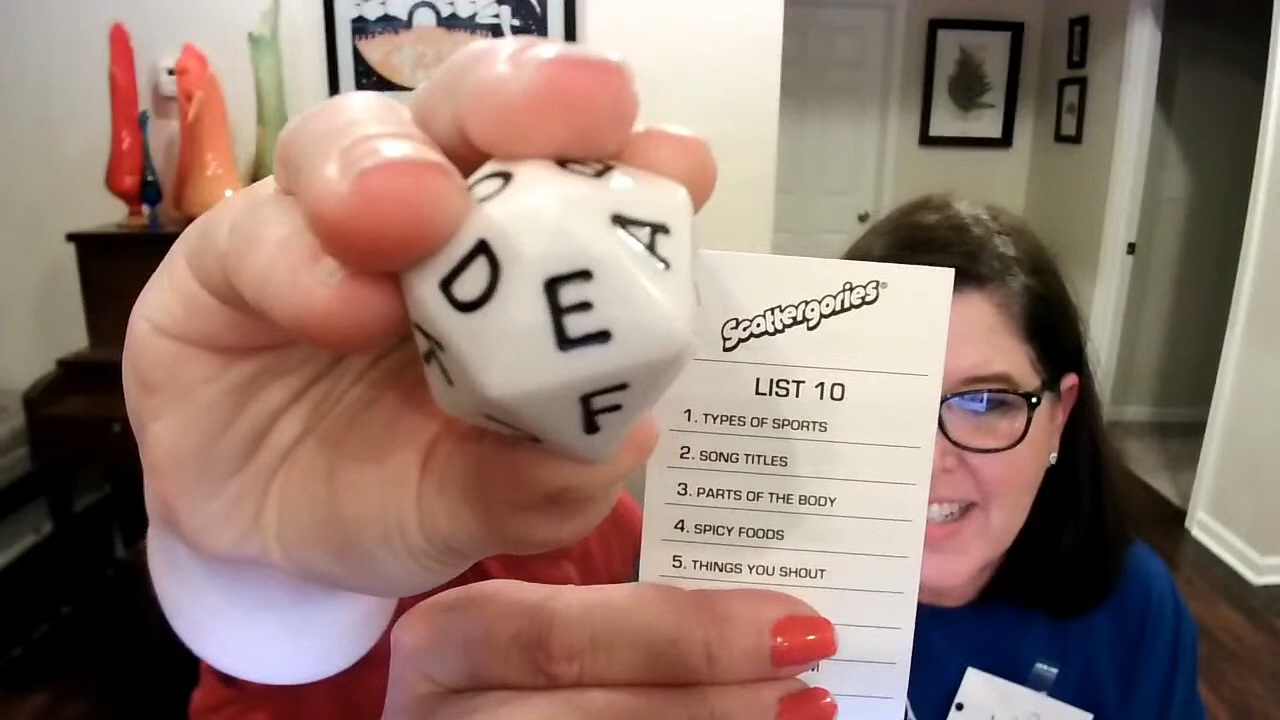 D
E
A
F
K
Scattergories®
LIST 10
1. TYPES OF SPORTS
2. SONG TITLES
3. PARTS OF THE BODY
4. SPICY FOODS
5. THINGS YOU SHOUT